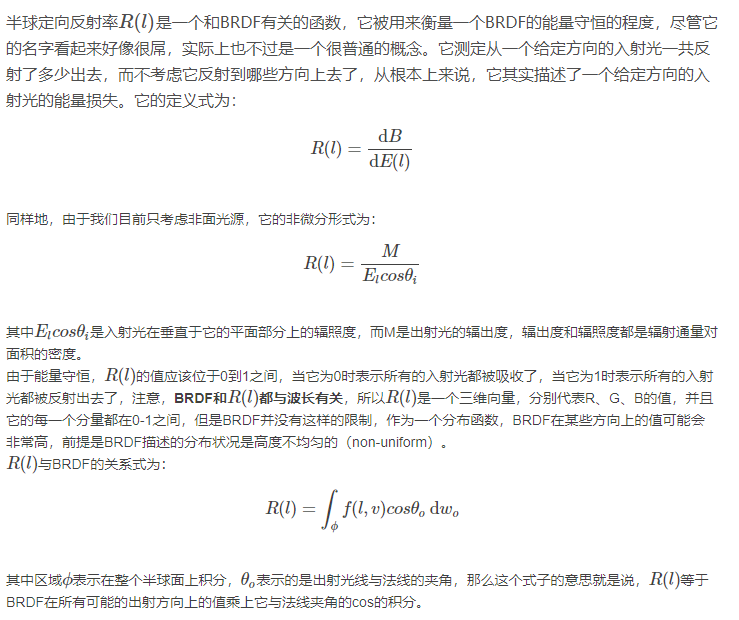 半球定向反射率R(l)是一个和BRDF有关的函数，它被用来衡量一个BRDF的能量守恒的程度，尽管它
的名字看起来好像很屌，实际上也不过是一个很普通的概念。它测定从一个给定方向的入射光一共反
射了多少出去，而不考虑它反射到哪些方向上去了，从根本上来说，它其实描述了一个给定方向的入
射光的能量损失。它的定义式为：
R(l) = dB / dE(l)
同样地，由于我们目前只考虑非面光源，它的非微分形式为：
R(l) = M / E_l cosθ_i
其中E_l cosθ_i是入射光在垂直于它的平面部分上的辐照度，而M是出射光的辐出度，辐出度和辐照度都是辐射通量对
面积的密度。
由于能量守恒，R(l)的值应该位于0到1之间，当它为0时表示所有的入射光都被吸收了，当它为1时表示所有的入射
光都被反射出去了，注意，BRDF和R(l)都与波长有关，所以R(l)是一个三维向量，分别代表R、G、B的值，并且
它的每一个分量都在0-1之间，但是BRDF并没有这样的限制，作为一个分布函数，BRDF在某些方向上的值可能会
非常高，前提是BRDF描述的分布状况是高度不均匀的（non-uniform）。
R(l)与BRDF的关系式为：
R(l) = ∫_ϕ f(l, v)cosθ_o dw_o
其中区域ϕ表示在整个半球面上积分，θ_o表示的是出射光线与法线的夹角，那么这个式子的意思就是说，R(l)等于
BRDF在所有可能的出射方向上的值乘上它与法线夹角的cos的积分。